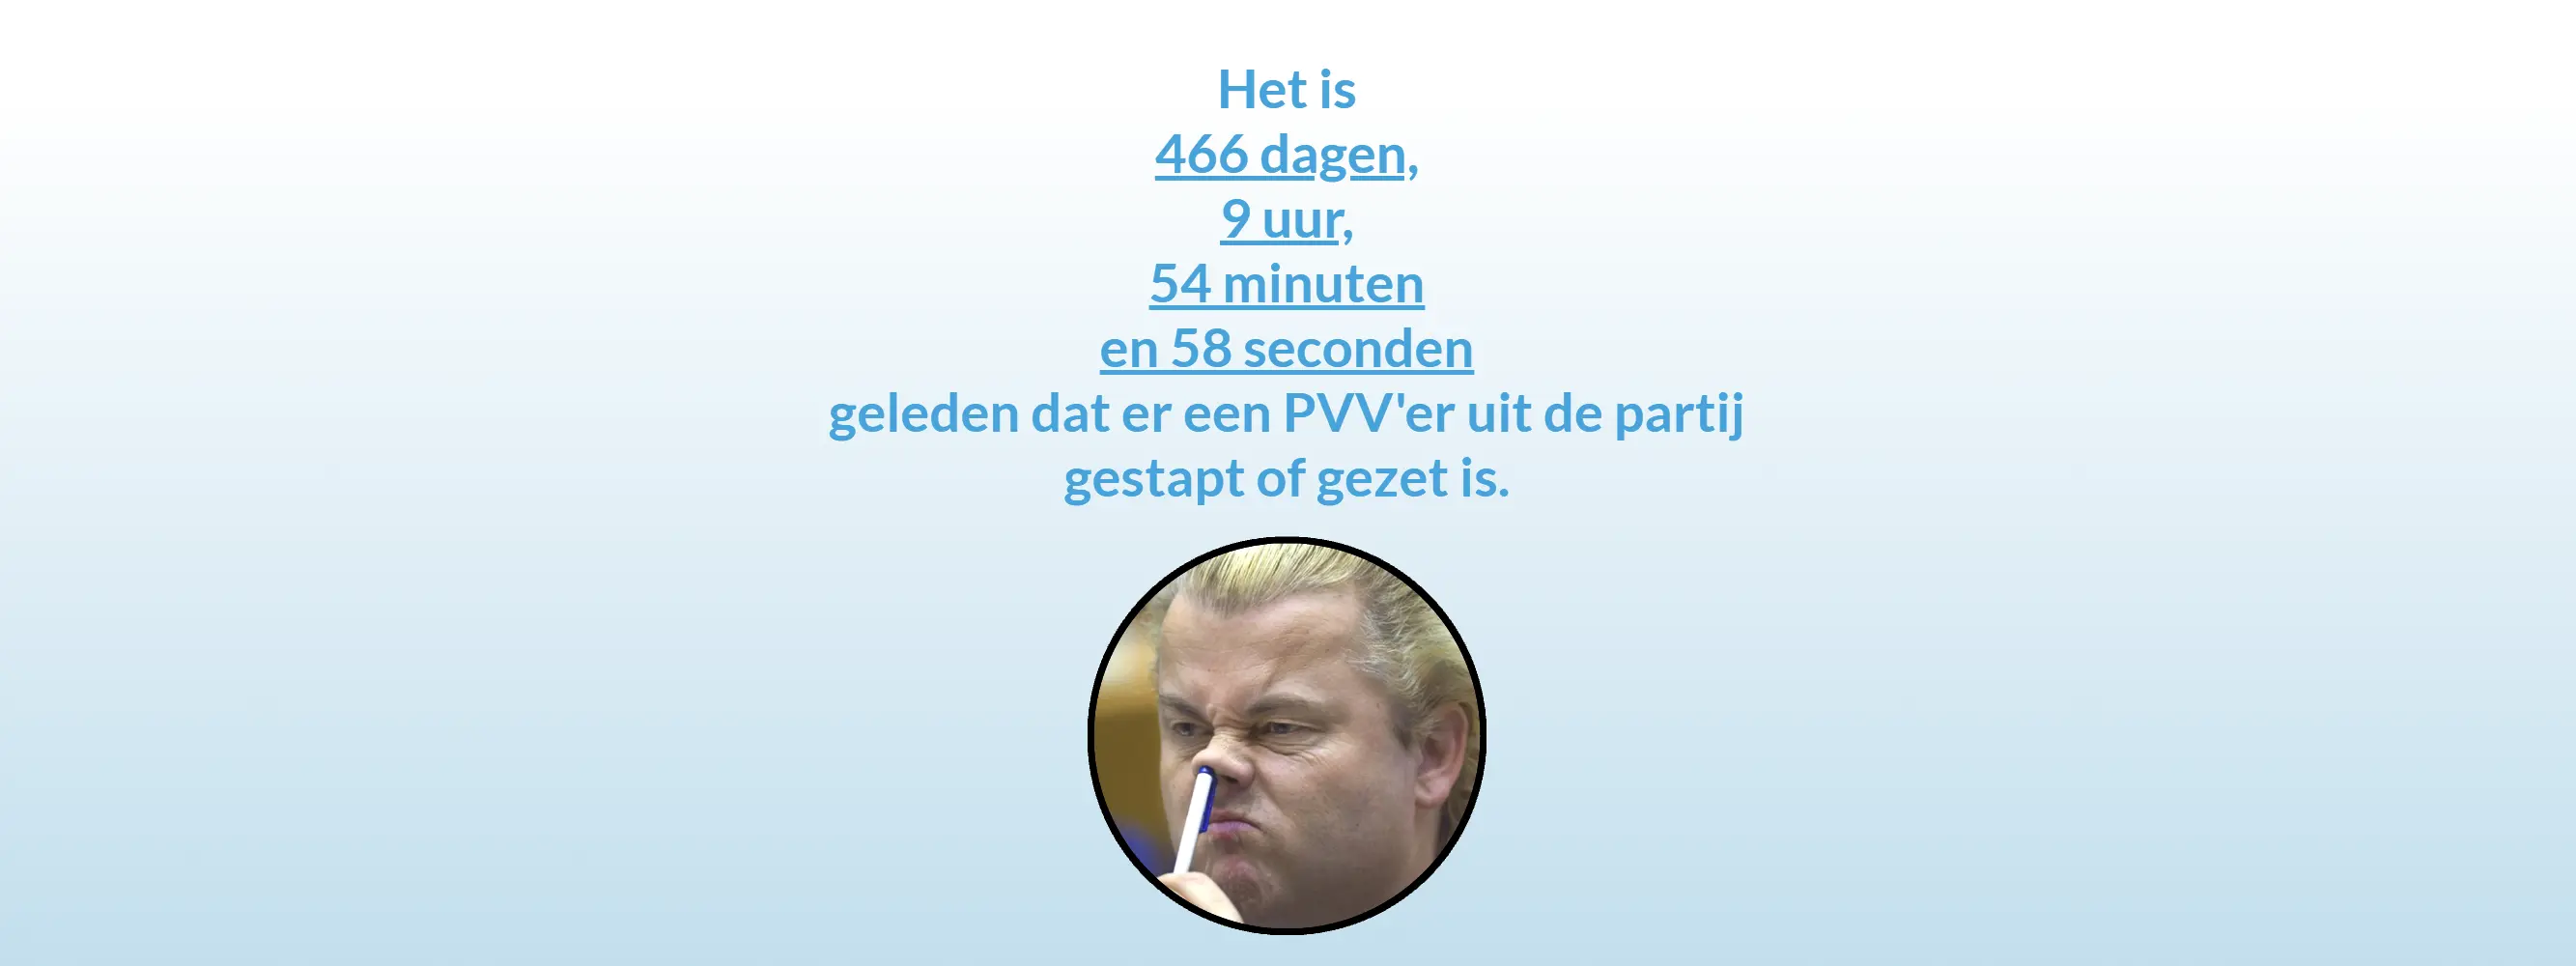 Het is
466 dagen,
9 uur,
54 minuten
en 58 seconden
geleden dat er een PVV'er uit de partij
gestapt of gezet is.